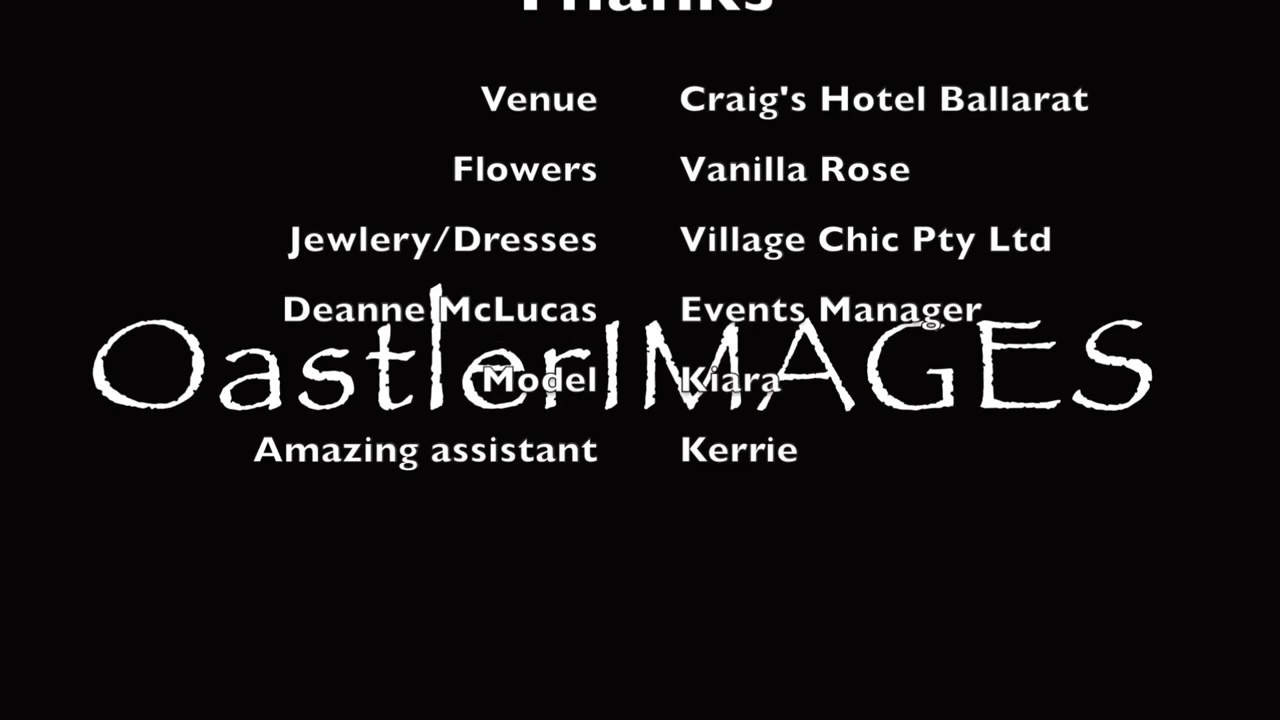 Thanks
Venue Craig's Hotel Ballarat
Flowers Vanilla Rose
Jewlery/Dresses Village Chic Pty Ltd
Deanne McLucas Events Manager
OastlerIMAGES
Model Kiara
Amazing assistant Kerrie